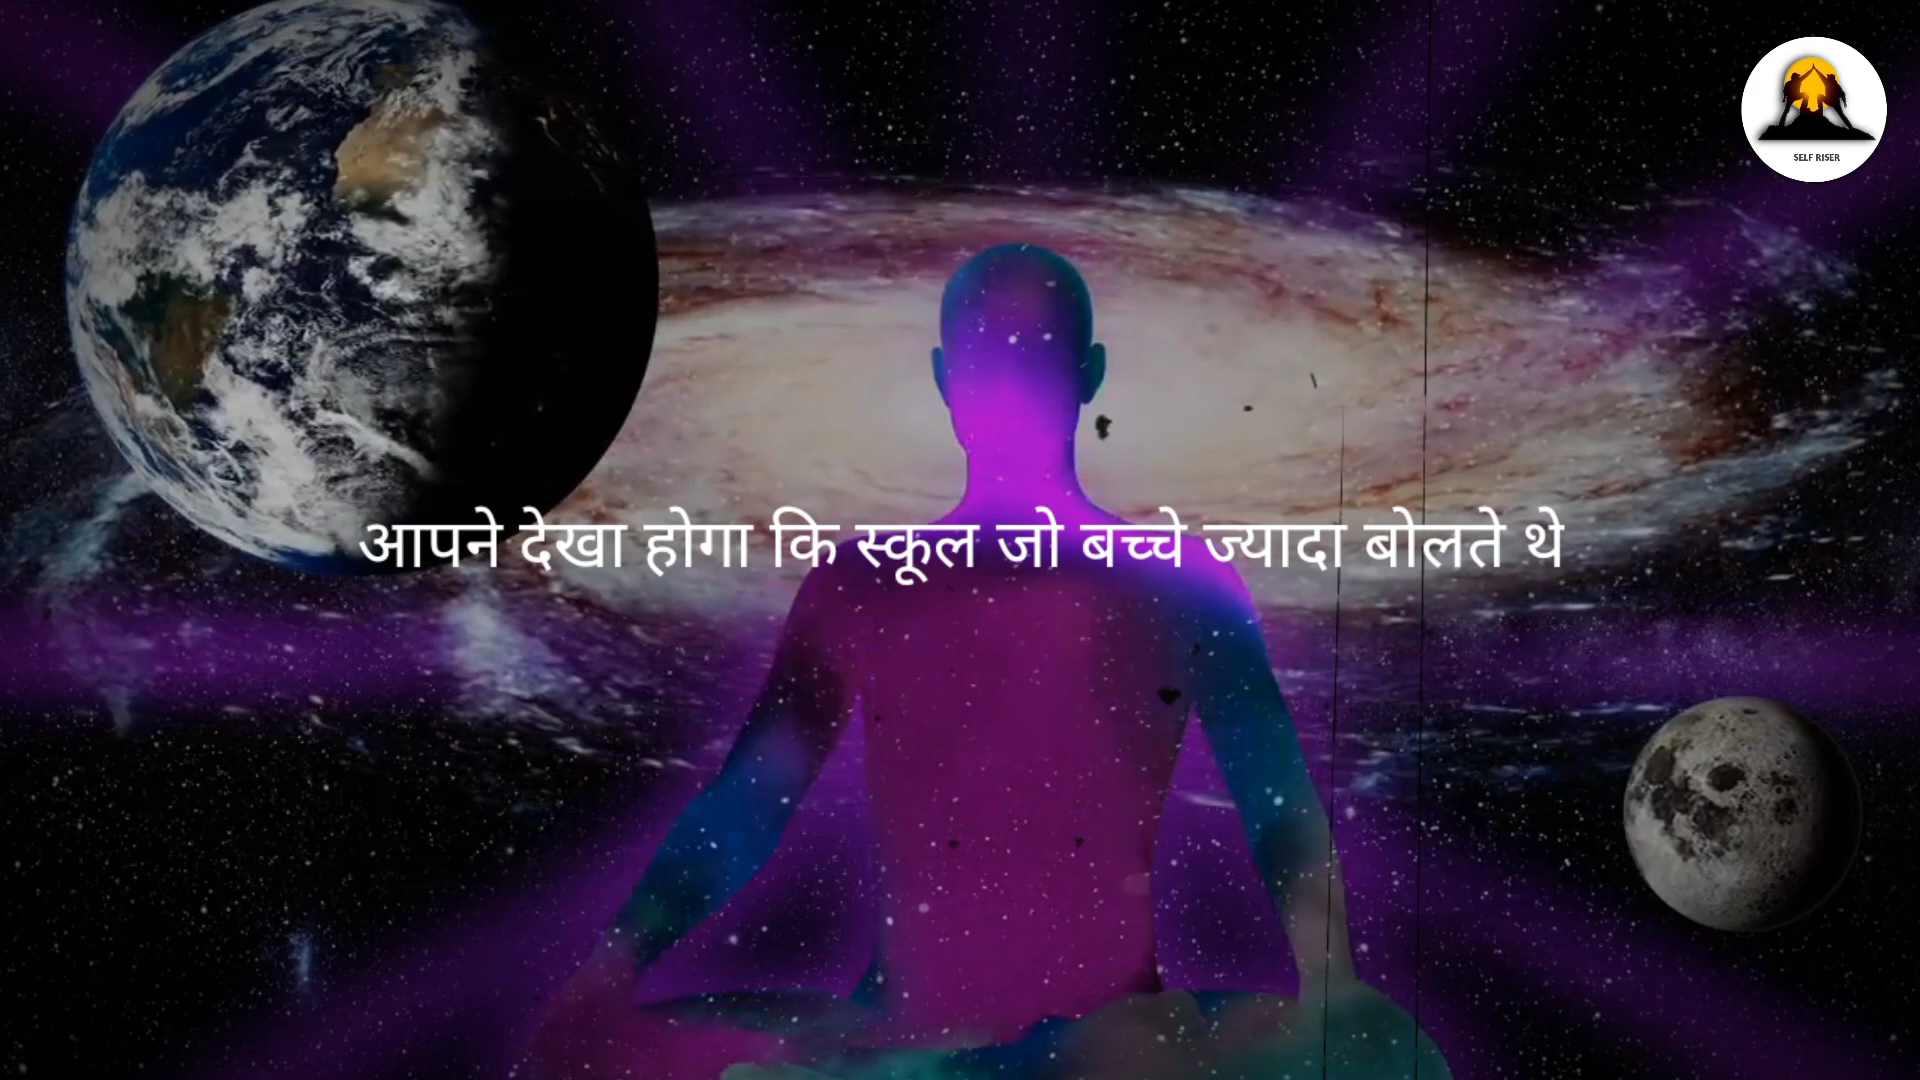 SELF RISER
आपने देखा होगा कि स्कूल जो बच्चे ज्यादा बोलते थे